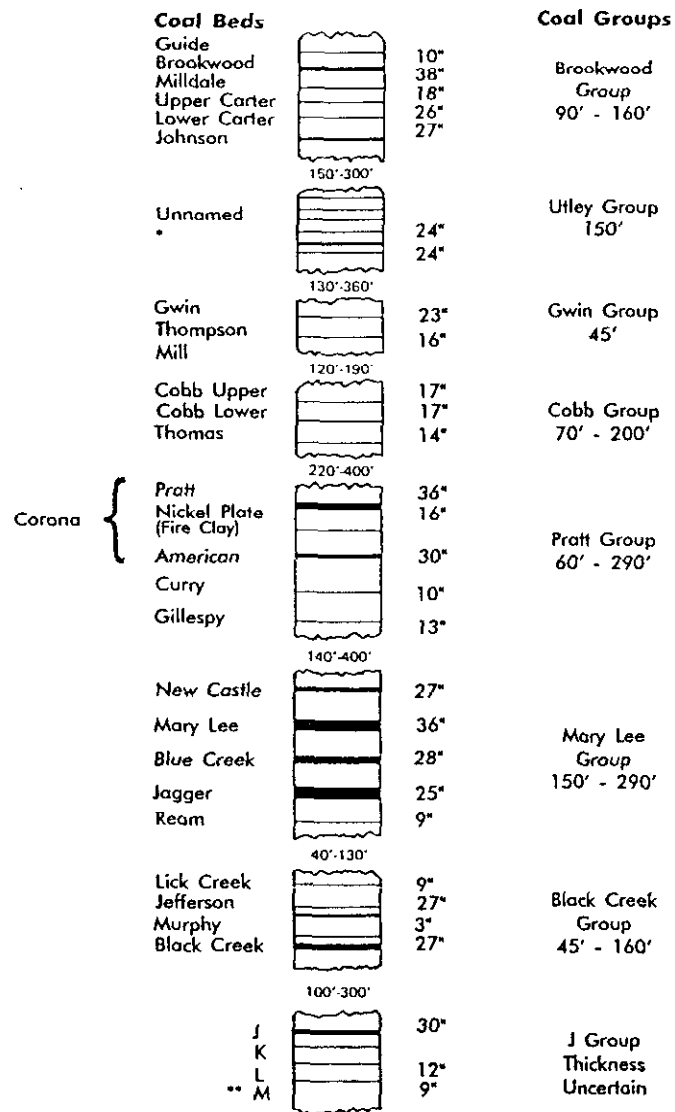 Coal Beds Coal Groups
Guide 10"
Brookwood 38"
Milldale 18"
Upper Carter 26"
Lower Carter 27"
Johnson
Brookwood
Group
90' - 160'
150'-300'
Unnamed
* 24"
24"
Utley Group
150'
130'-360'
Gwin 23"
Thompson 16"
Mill
Gwin Group
45'
120'-190'
Cobb Upper 17"
Cobb Lower 17"
Thomas 14"
Cobb Group
70' - 200'
220'-400'
Corona
Pratt 36"
Nickel Plate 16"
(Fire Clay)
American 30"
Curry 10"
Gillespy 13"
Pratt Group
60' - 290'
140'-400'
New Castle 27"
Mary Lee 36"
Blue Creek 28"
Jagger 25"
Ream 9"
Mary Lee
Group
150' - 290'
40'-130'
Lick Creek 9"
Jefferson 27"
Murphy 3"
Black Creek 27"
Black Creek
Group
45' - 160'
100'-300'
J 30"
K
L 12"
** M 9"
J Group
Thickness
Uncertain